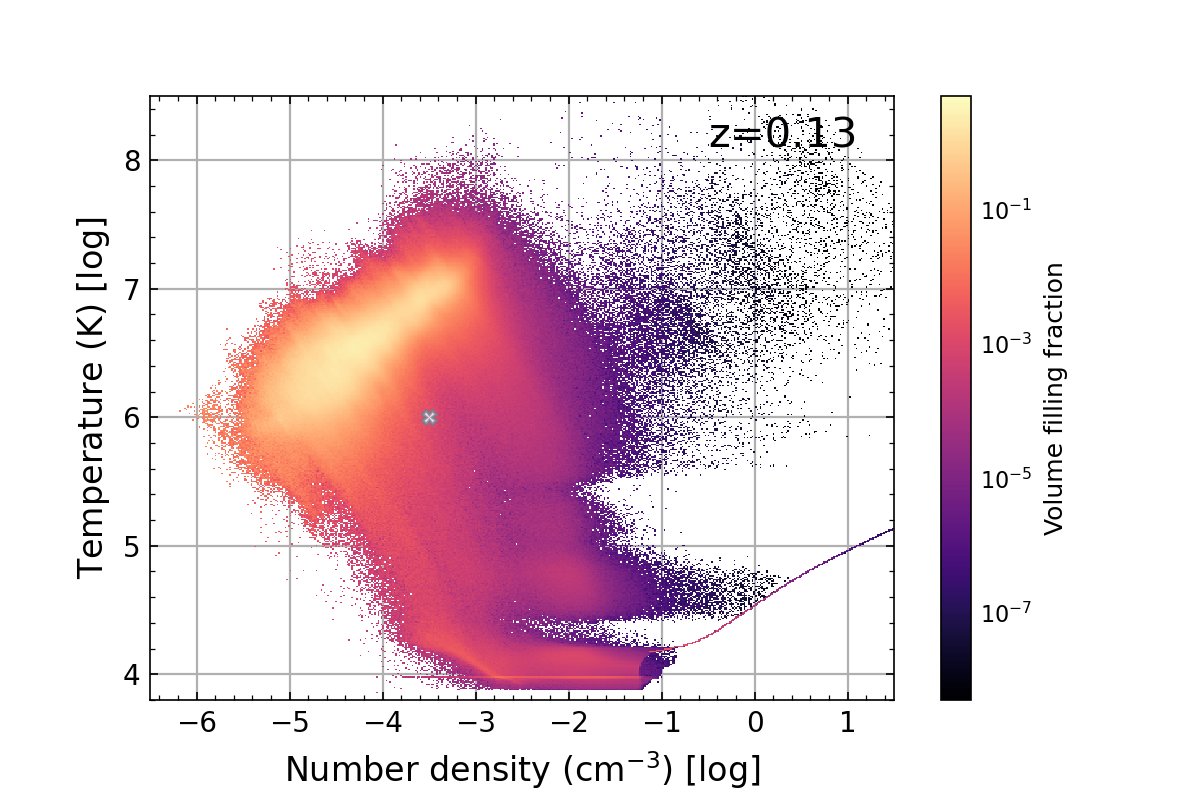 z=0.13
8
7
6
5
4
Temperature (K) [log]
−6 −5 −4 −3 −2 −1 0 1
Number density (cm⁻³) [log]
10⁻¹
10⁻³
10⁻⁵
10⁻⁷
Volume filling fraction